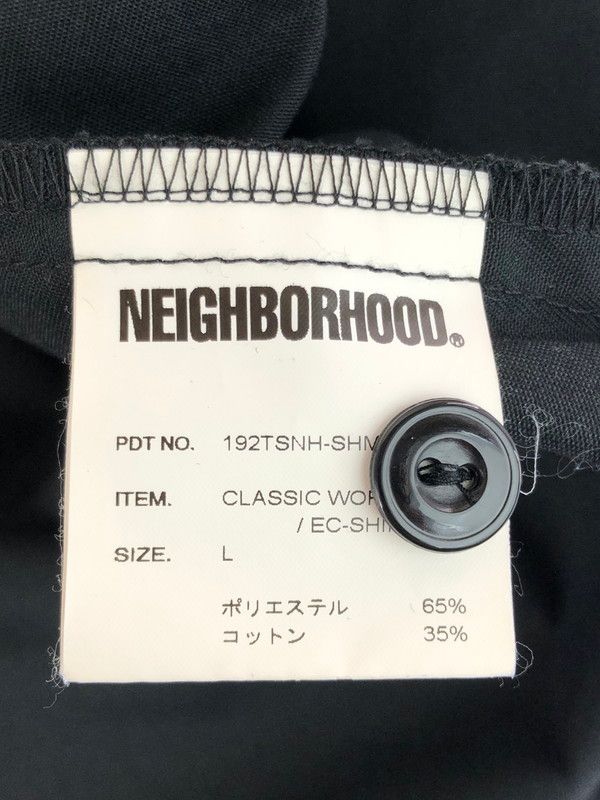 NEIGHBORHOOD®
PDT NO. 192TSNH-SHM
ITEM. CLASSIC
/ EC-SHI
SIZE. L
ポリエステル 65%
コットン 35%